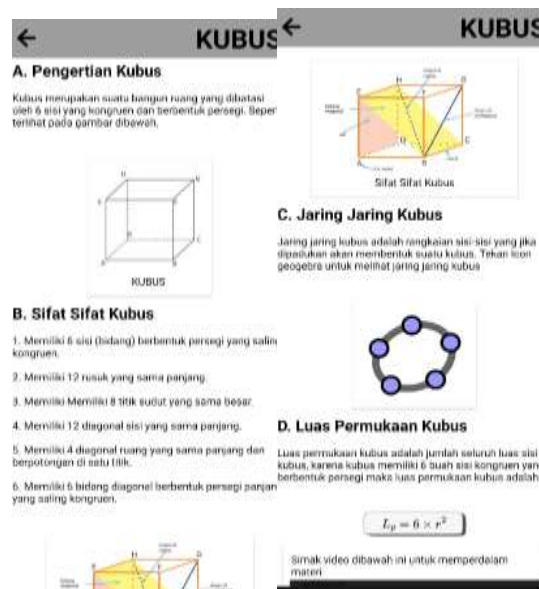 KUBUS
A. Pengertian Kubus
Kubus merupakan suatu bangun ruang yang dibatasi
oleh 6 sisi yang kongruen dan berbentuk persegi. Seper
terlihat pada gambar dibawah.
KUBUS
B. Sifat Sifat Kubus
1. Memiliki 6 sisi (bidang) berbentuk persegi yang saling
kongruen.
2. Memiliki 12 rusuk yang sama panjang.
3. Memiliki Memiliki 8 titik sudut yang sama besar.
4. Memiliki 12 diagonal sisi yang sama panjang.
5. Memiliki 4 diagonal ruang yang sama panjang dan
berpotongan di satu titik.
6. Memiliki 6 bidang diagonal berbentuk persegi panjan
yang saling kongruen.
KUBUS
Sifat Sifat Kubus
C. Jaring Jaring Kubus
Jaring jaring kubus adalah rangkaian sisi-sisi yang jika
dipadukan akan membentuk suatu kubus. Tekan icon
geogebra untuk melihat jaring jaring kubus
D. Luas Permukaan Kubus
Luas permukaan kubus adalah jumlah seluruh luas sisi
kubus, karena kubus memiliki 6 buah sisi kongruen yan
berbentuk persegi maka luas permukaan kubus adalah
Lp = 6 × r²
Simak video dibawah ini untuk memperdalam
materi